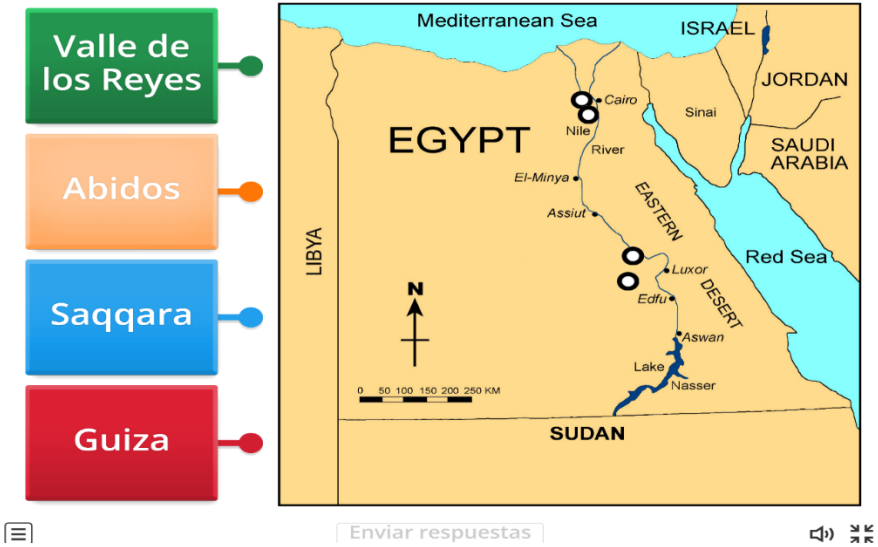 Valle de
los Reyes
Abidos
Saqqara
Guiza
Mediterranean Sea
ISRAEL
JORDAN
Cairo
Sinai
EGYPT
Nile
River
SAUDI
ARABIA
El-Minya
EASTERN
DESERT
Assiut
LIBYA
Red Sea
Luxor
N
Edfu
Aswan
Lake
Nasser
0 50 100 150 200 250 KM
SUDAN
Enviar respuestas